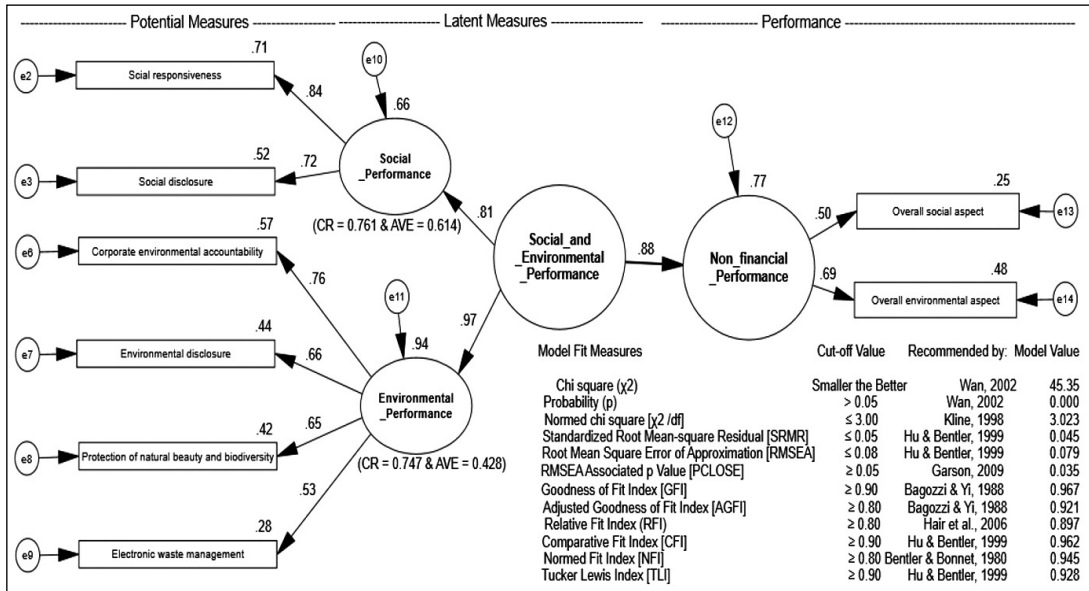 Potential Measures Latent Measures Performance
.71
e2 Scial responsiveness
.84
e10
.66
Social
_Performance
(CR = 0.761 & AVE = 0.614)
.52
e3 Social disclosure
.72
.57
e6 Corporate environmental accountability
.76
.81
Social_and
_Environmental
_Performance
.88
e12
.77
Non_financial
_Performance
.50
.25
Overall social aspect e13
.69
.48
Overall environmental aspect e14
.97
e11
.94
Environmental
_Performance
(CR = 0.747 & AVE = 0.428)
.44
e7 Environmental disclosure
.66
.42
e8 Protection of natural beauty and biodiversity
.65
.28
e9 Electronic waste management
.53
Model Fit Measures Cut-off Value Recommended by: Model Value
Chi square (χ2) Smaller the Better Wan, 2002 45.35
Probability (p) > 0.05 Wan, 2002 0.000
Normed chi square [χ2 /df] ≤ 3.00 Kline, 1998 3.023
Standardized Root Mean-square Residual [SRMR] ≤ 0.05 Hu & Bentler, 1999 0.045
Root Mean Square Error of Approximation [RMSEA] ≤ 0.08 Hu & Bentler, 1999 0.079
RMSEA Associated p Value [PCLOSE] ≥ 0.05 Garson, 2009 0.035
Goodness of Fit Index [GFI] ≥ 0.90 Bagozzi & Yi, 1988 0.967
Adjusted Goodness of Fit Index [AGFI] ≥ 0.80 Bagozzi & Yi, 1988 0.921
Relative Fit Index (RFI) ≥ 0.80 Hair et al., 2006 0.897
Comparative Fit Index [CFI] ≥ 0.90 Hu & Bentler, 1999 0.962
Normed Fit Index [NFI] ≥ 0.80 Bentler & Bonnet, 1980 0.945
Tucker Lewis Index [TLI] ≥ 0.90 Hu & Bentler, 1999 0.928